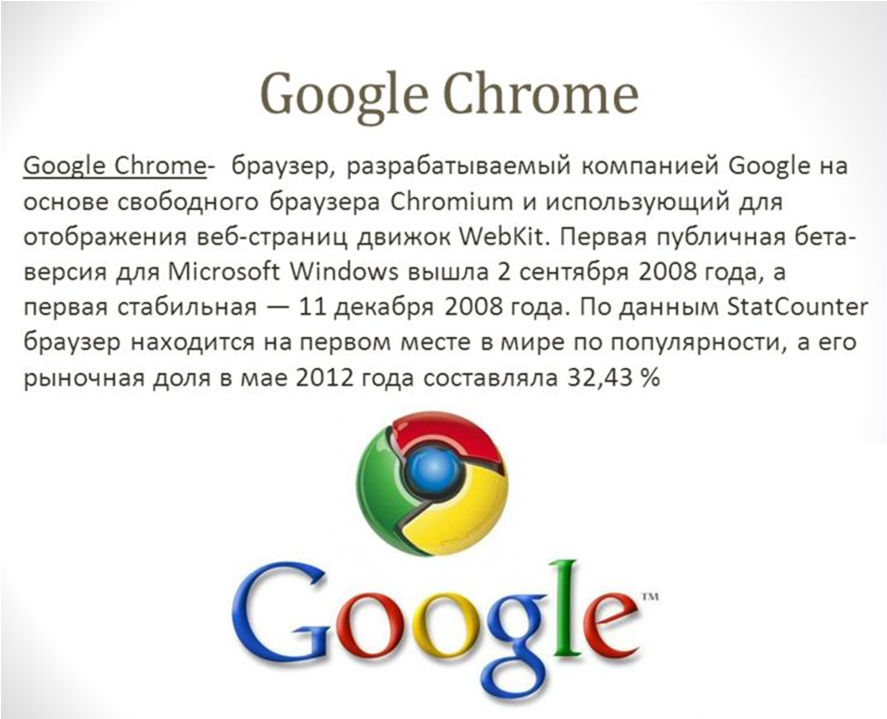 Google Chrome
Google Chrome- браузер, разрабатываемый компанией Google на
основе свободного браузера Chromium и использующий для
отображения веб-страниц движок WebKit. Первая публичная бета-
версия для Microsoft Windows вышла 2 сентября 2008 года, а
первая стабильная — 11 декабря 2008 года. По данным StatCounter
браузер находится на первом месте в мире по популярности, а его
рыночная доля в мае 2012 года составляла 32,43 %
Google™